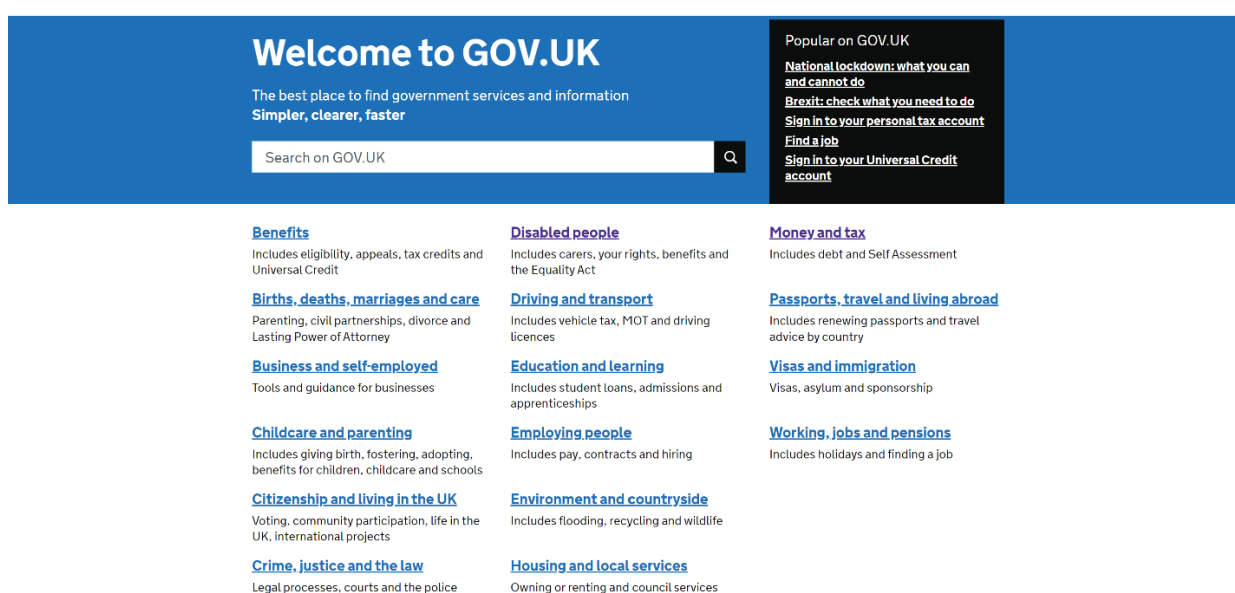 Welcome to GOV.UK
The best place to find government services and information
Simpler, clearer, faster
Search on GOV.UK
Popular on GOV.UK
National lockdown: what you can
and cannot do
Brexit: check what you need to do
Sign in to your personal tax account
Find a job
Sign in to your Universal Credit
account
Benefits
Includes eligibility, appeals, tax credits and
Universal Credit
Births, deaths, marriages and care
Parenting, civil partnerships, divorce and
Lasting Power of Attorney
Business and self-employed
Tools and guidance for businesses
Childcare and parenting
Includes giving birth, fostering, adopting,
benefits for children, childcare and schools
Citizenship and living in the UK
Voting, community participation, life in the
UK, international projects
Crime, justice and the law
Legal processes, courts and the police
Disabled people
Includes carers, your rights, benefits and
the Equality Act
Driving and transport
Includes vehicle tax, MOT and driving
licences
Education and learning
Includes student loans, admissions and
apprenticeships
Employing people
Includes pay, contracts and hiring
Environment and countryside
Includes flooding, recycling and wildlife
Housing and local services
Owning or renting and council services
Money and tax
Includes debt and Self Assessment
Passports, travel and living abroad
Includes renewing passports and travel
advice by country
Visas and immigration
Visas, asylum and sponsorship
Working, jobs and pensions
Includes holidays and finding a job